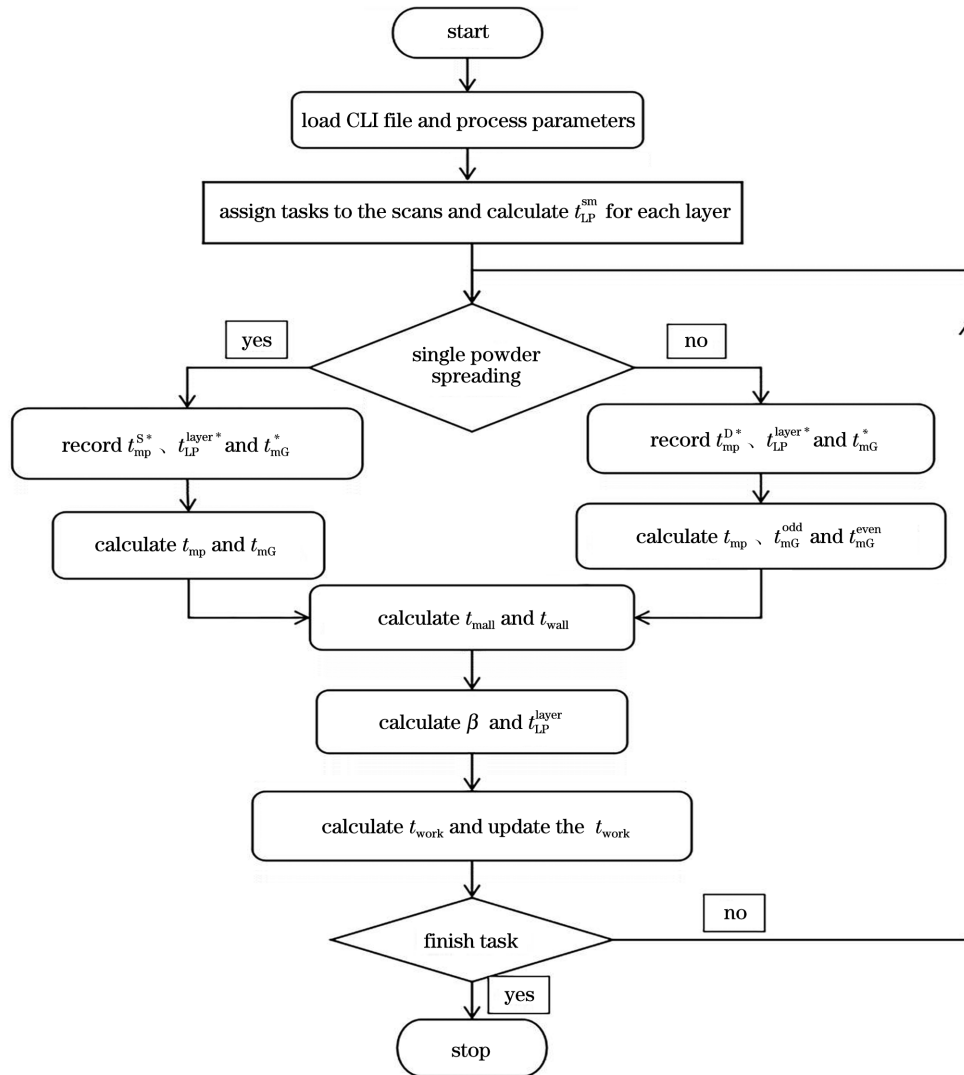 start
load CLI file and process parameters
assign tasks to the scans and calculate t_LP^sm for each layer
yes
no
single powder
spreading
record t_mp^S*、t_LP^layer* and t_mG^*
record t_mp^D*、t_LP^layer* and t_mG^*
calculate t_mp and t_mG
calculate t_mp、t_mG^odd and t_mG^even
calculate t_mall and t_wall
calculate β and t_LP^layer
calculate t_work and update the t_work
no
finish task
yes
stop